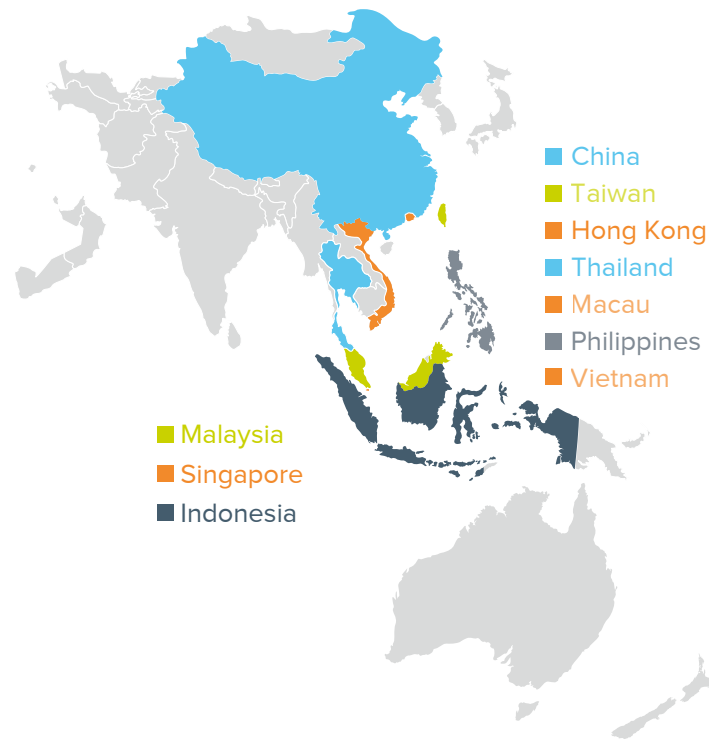 China
Taiwan
Hong Kong
Thailand
Macau
Philippines
Vietnam
Malaysia
Singapore
Indonesia